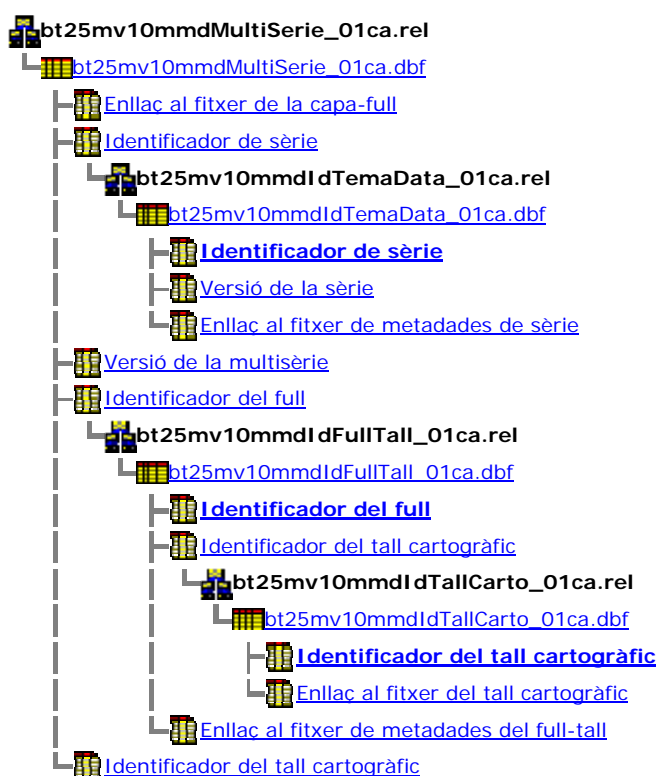 bt25mv10mmdMultiSerie_01ca.rel
bt25mv10mmdMultiSerie_01ca.dbf
Enllaç al fitxer de la capa-full
Identificador de sèrie
bt25mv10mmdIdTemaData_01ca.rel
bt25mv10mmdIdTemaData_01ca.dbf
Identificador de sèrie
Versió de la sèrie
Enllaç al fitxer de metadades de sèrie
Versió de la multisèrie
Identificador del full
bt25mv10mmdIdFullTall_01ca.rel
bt25mv10mmdIdFullTall_01ca.dbf
Identificador del full
Identificador del tall cartogràfic
bt25mv10mmdIdTallCarto_01ca.rel
bt25mv10mmdIdTallCarto_01ca.dbf
Identificador del tall cartogràfic
Enllaç al fitxer del tall cartogràfic
Enllaç al fitxer de metadades del full-tall
Identificador del tall cartogràfic